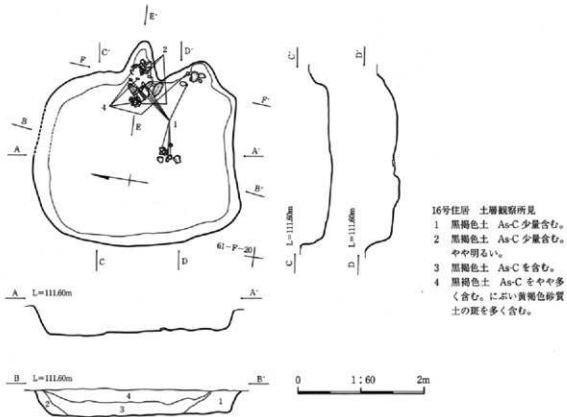 E'
C'
D'
2
F
F'
4
E
1
B
A
A'
B'
61-F-20
C
D
C'
D'
L=111.60m
L=111.60m
C
D
16号住居 土層観察所見
1 黒褐色土 As-C 少量含む。
2 黒褐色土 As-C 少量含む。
やや明るい。
3 黒褐色土 As-C を含む。
4 黒褐色土 As-C をやや多
く含む。にぶい黄褐色砂質
土の斑を多く含む。
A
L=111.60m
A'
B
L=111.60m
B'
2
4
3
1
0
1:60
2m